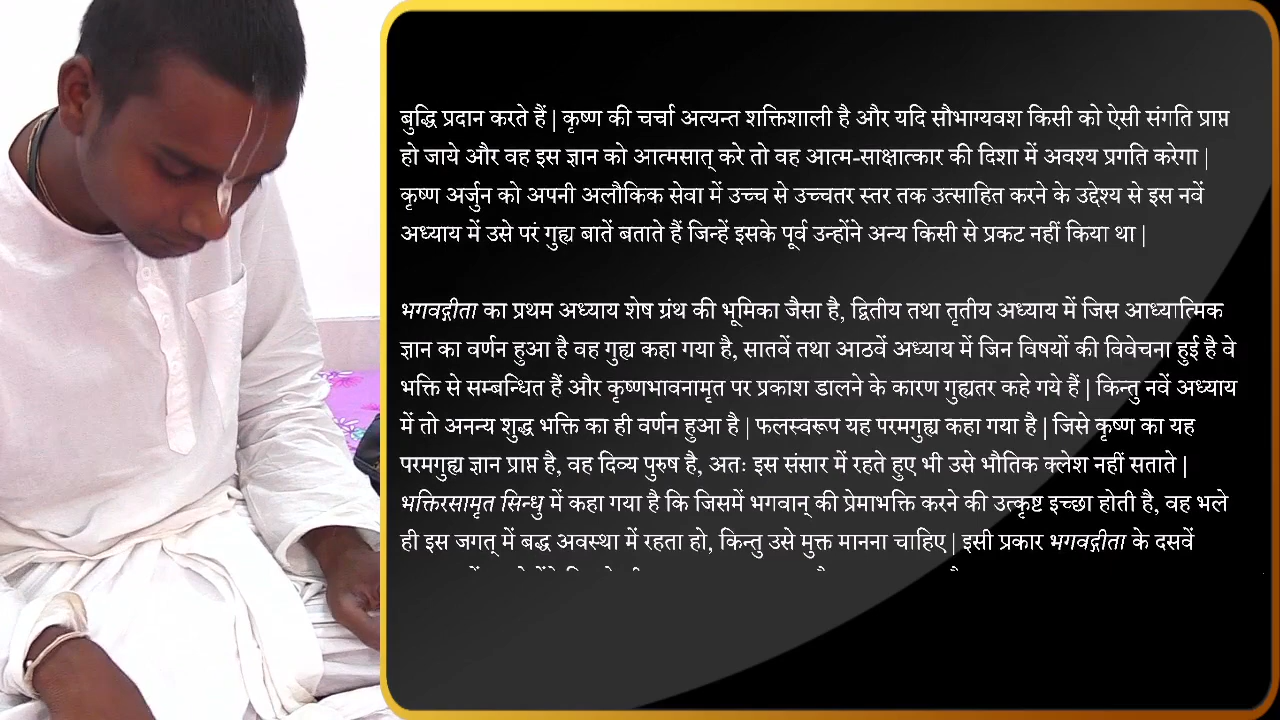 बुद्धि प्रदान करते हैं | कृष्ण की चर्चा अत्यन्त शक्तिशाली है और यदि सौभाग्यवश किसी को ऐसी संगति प्राप्त
हो जाये और वह इस ज्ञान को आत्मसात् करे तो वह आत्म-साक्षात्कार की दिशा में अवश्य प्रगति करेगा |
कृष्ण अर्जुन को अपनी अलौकिक सेवा में उच्च से उच्चतर स्तर तक उत्साहित करने के उद्देश्य से इस नवें
अध्याय में उसे परं गुह्य बातें बताते हैं जिन्हें इसके पूर्व उन्होंने अन्य किसी से प्रकट नहीं किया था |
भगवद्गीता का प्रथम अध्याय शेष ग्रंथ की भूमिका जैसा है, द्वितीय तथा तृतीय अध्याय में जिस आध्यात्मिक
ज्ञान का वर्णन हुआ है वह गुह्य कहा गया है, सातवें तथा आठवें अध्याय में जिन विषयों की विवेचना हुई है वे
भक्ति से सम्बन्धित हैं और कृष्णभावनामृत पर प्रकाश डालने के कारण गुह्यतर कहे गये हैं | किन्तु नवें अध्याय
में तो अनन्य शुद्ध भक्ति का ही वर्णन हुआ है | फलस्वरूप यह परमगुह्य कहा गया है | जिसे कृष्ण का यह
परमगुह्य ज्ञान प्राप्त है, वह दिव्य पुरुष है, अतः इस संसार में रहते हुए भी उसे भौतिक क्लेश नहीं सताते |
भक्तिरसामृत सिन्धु में कहा गया है कि जिसमें भगवान् की प्रेमाभक्ति करने की उत्कृष्ट इच्छा होती है, वह भले
ही इस जगत् में बद्ध अवस्था में रहता हो, किन्तु उसे मुक्त मानना चाहिए | इसी प्रकार भगवद्गीता के दसवें